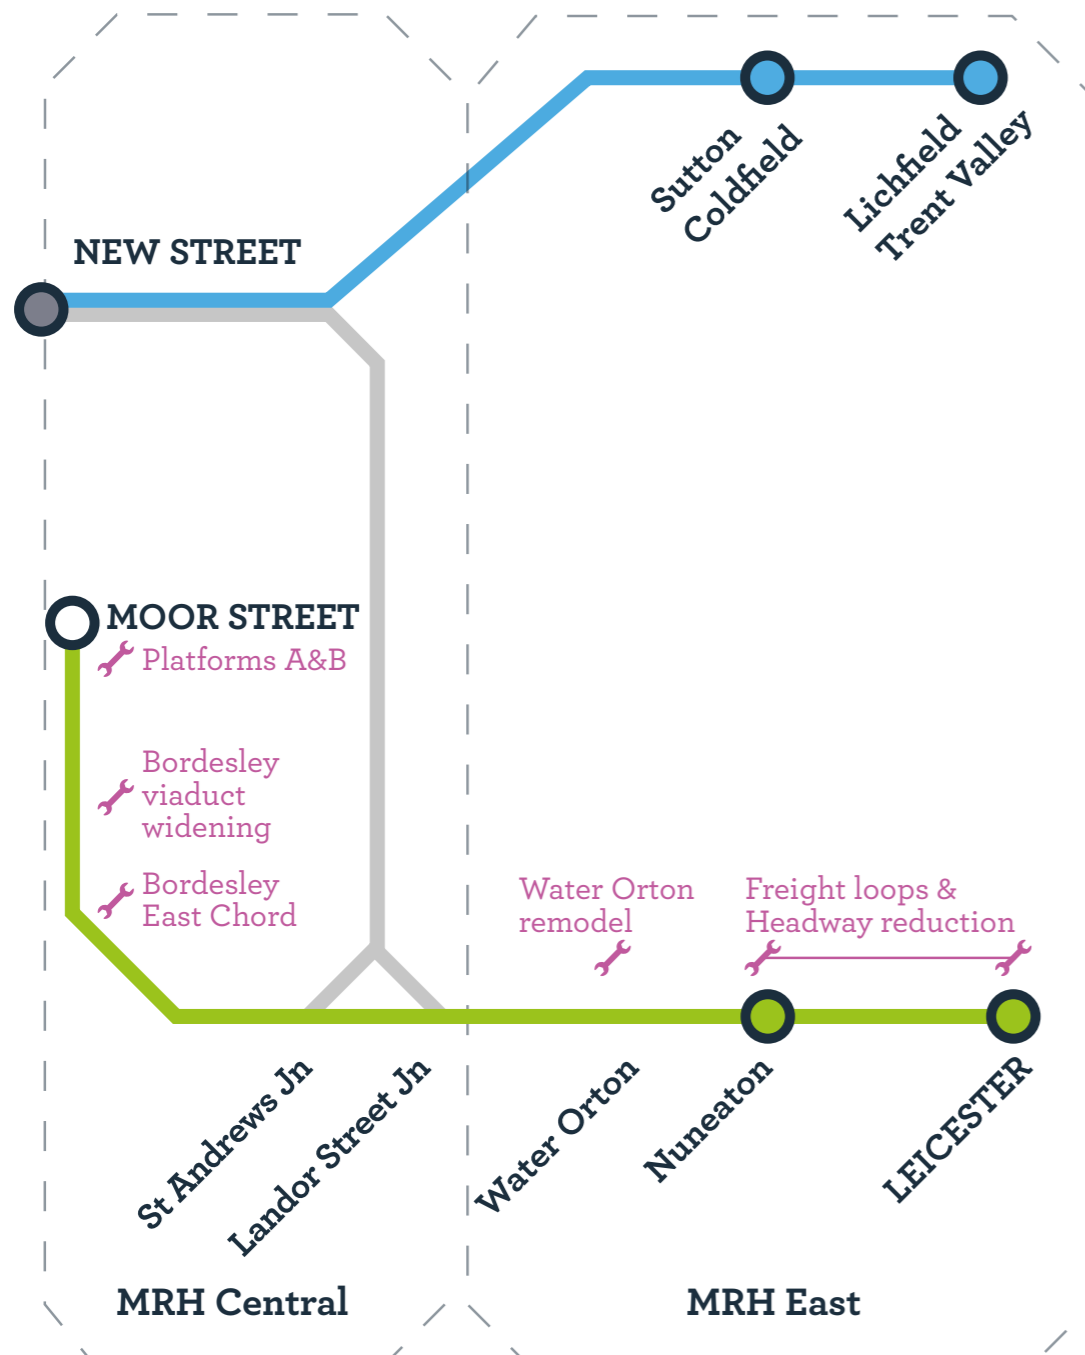 Sutton
Coldfield
Lichfield
Trent Valley
NEW STREET
MOOR STREET
Platforms A&B
Bordesley
viaduct
widening
Bordesley
East Chord
Water Orton
remodel
Freight loops &
Headway reduction
St Andrews Jn
Landor Street Jn
Water Orton
Nuneaton
LEICESTER
MRH Central
MRH East